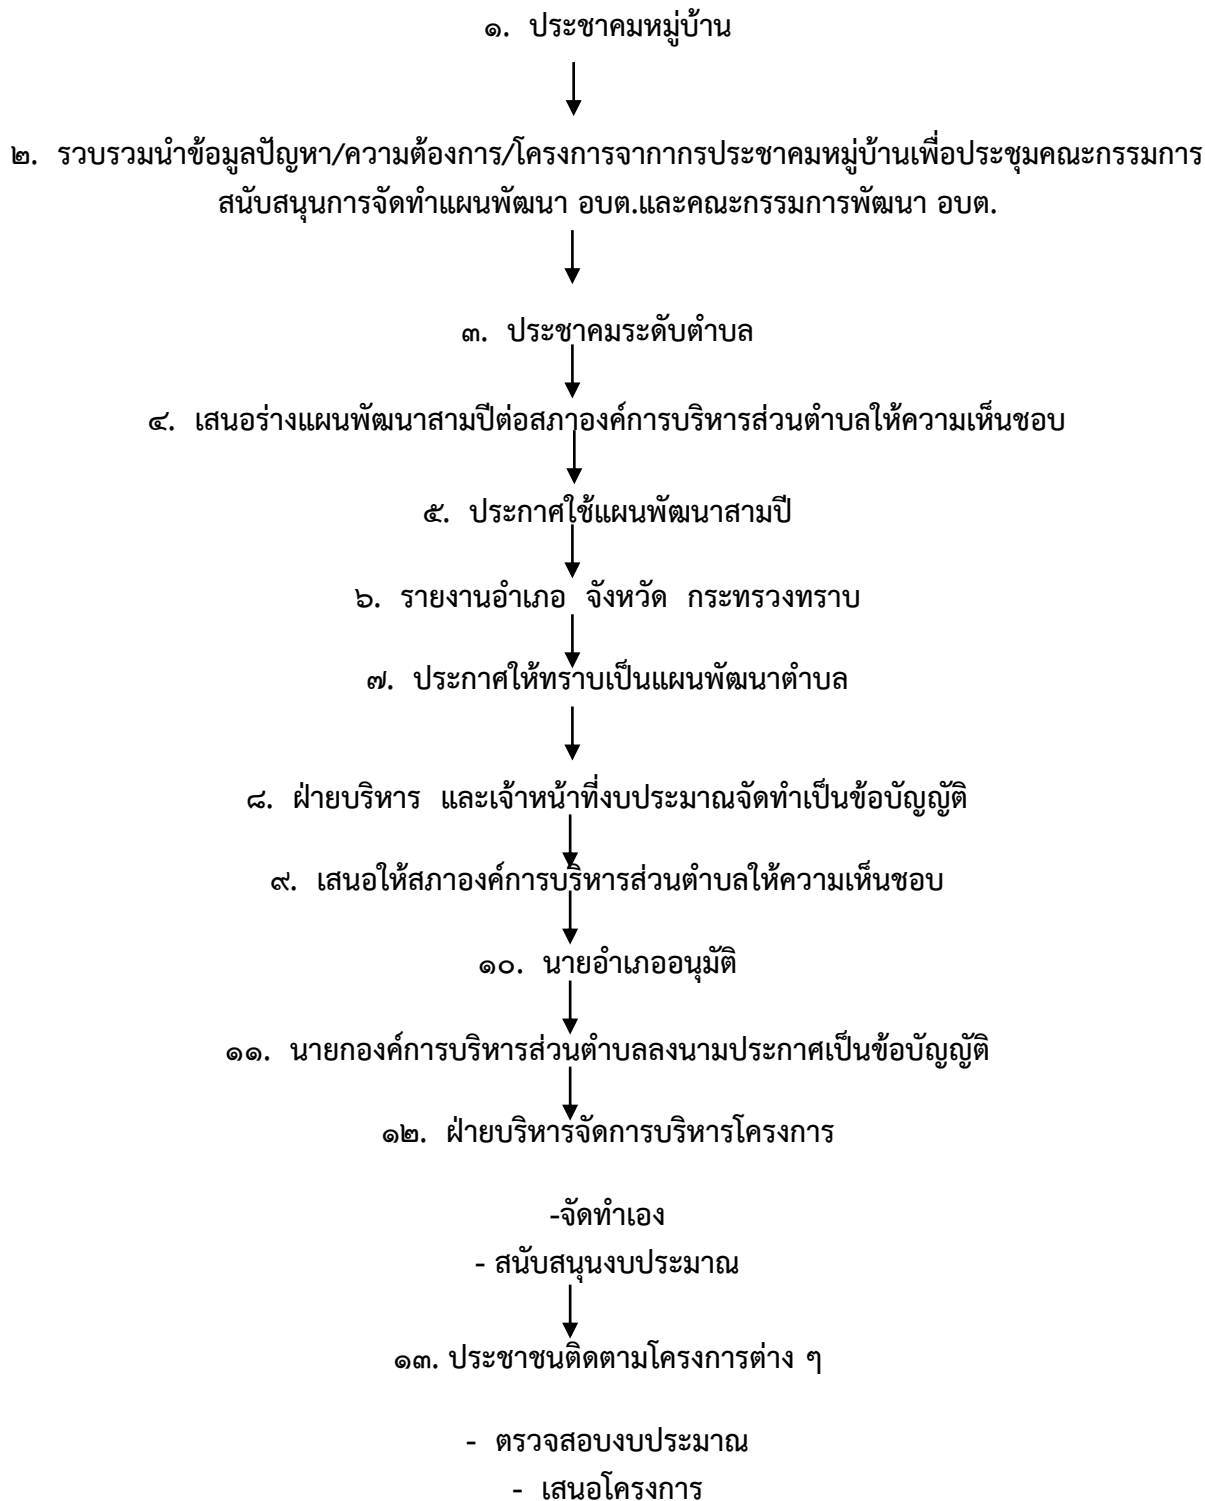 ๑.  ประชาคมหมู่บ้าน
๒.  รวบรวมนำข้อมูลปัญหา/ความต้องการ/โครงการจากากรประชาคมหมู่บ้านเพื่อประชุมคณะกรรมการ
สนับสนุนการจัดทำแผนพัฒนา อบต.และคณะกรรมการพัฒนา อบต.
๓.  ประชาคมระดับตำบล
๔.  เสนอร่างแผนพัฒนาสามปีต่อสภาองค์การบริหารส่วนตำบลให้ความเห็นชอบ
๕.  ประกาศใช้แผนพัฒนาสามปี
๖.  รายงานอำเภอ  จังหวัด  กระทรวงทราบ
๗.  ประกาศให้ทราบเป็นแผนพัฒนาตำบล
๘.  ฝ่ายบริหาร  และเจ้าหน้าที่งบประมาณจัดทำเป็นข้อบัญญัติ
๙.  เสนอให้สภาองค์การบริหารส่วนตำบลให้ความเห็นชอบ
๑๐.  นายอำเภออนุมัติ
๑๑.  นายกองค์การบริหารส่วนตำบลลงนามประกาศเป็นข้อบัญญัติ
๑๒.  ฝ่ายบริหารจัดการบริหารโครงการ
-จัดทำเอง
- สนับสนุนงบประมาณ
๑๓. ประชาชนติดตามโครงการต่าง ๆ
-  ตรวจสอบงบประมาณ
-  เสนอโครงการ